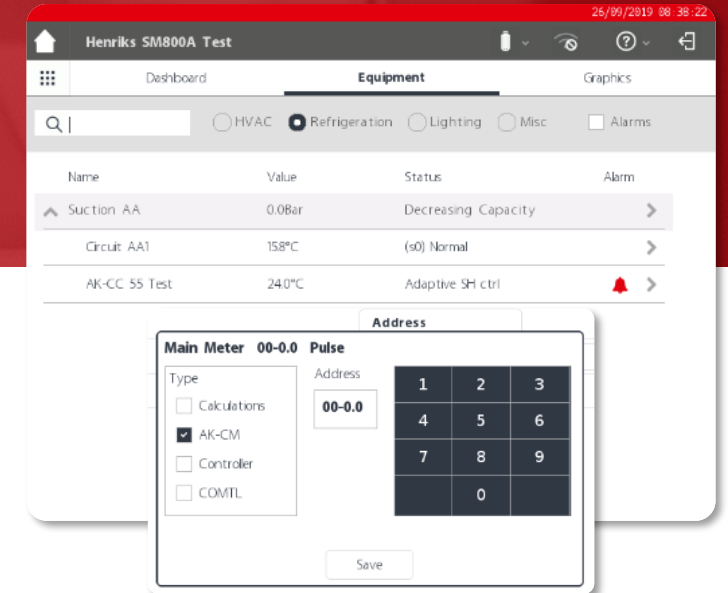 26/09/2019 08:38:22
Henriks SM800A Test
Dashboard Equipment Graphics
HVAC Refrigeration Lighting Misc Alarms
Name Value Status Alarm
Suction AA 0.0Bar Decreasing Capacity
Circuit AA1 15.8°C (s0) Normal
AK-CC 55 Test 24.0°C Adaptive SH ctrl
Address
Main Meter 00-0.0 Pulse
Type Address
Calculations 00-0.0
AK-CM
Controller
COMTL
1 2 3
4 5 6
7 8 9
0
Save